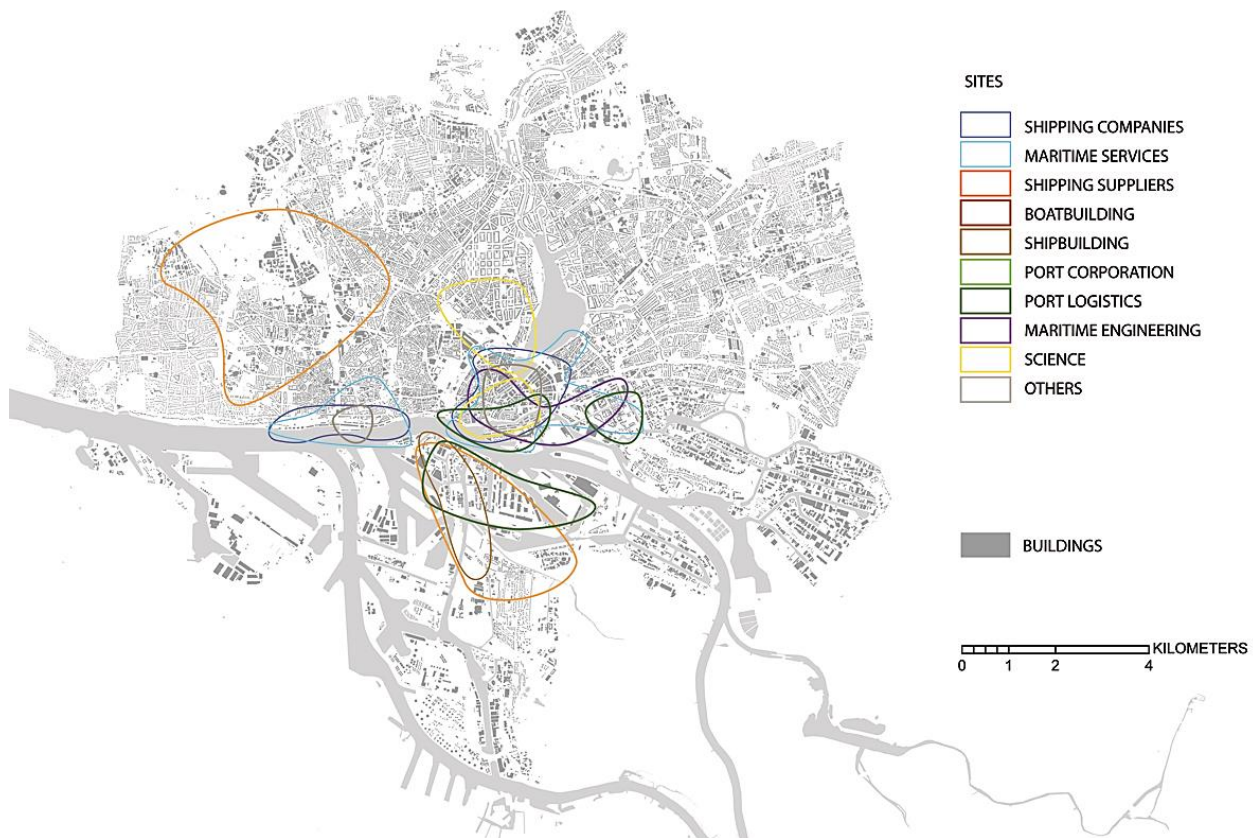 SITES
SHIPPING COMPANIES
MARITIME SERVICES
SHIPPING SUPPLIERS
BOATBUILDING
SHIPBUILDING
PORT CORPORATION
PORT LOGISTICS
MARITIME ENGINEERING
SCIENCE
OTHERS
BUILDINGS
KILOMETERS
0 1 2 4